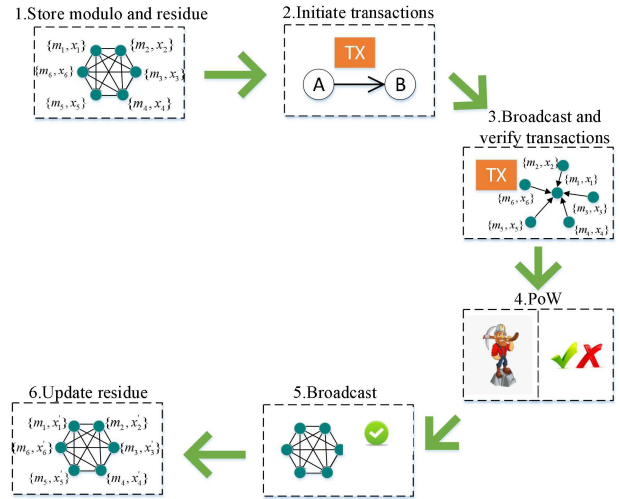 1.Store modulo and residue
{m1, x1}
{m2, x2}
{m6, x6}
{m3, x3}
{m5, x5}
{m4, x4}
2.Initiate transactions
TX
A
B
3.Broadcast and
verify transactions
TX
{m2, x2}
{m1, x1}
{m6, x6}
{m3, x3}
{m5, x5}
{m4, x4}
4.PoW
5.Broadcast
6.Update residue
{m1, x1'}
{m2, x2'}
{m6, x6'}
{m3, x3'}
{m5, x5'}
{m4, x4'}